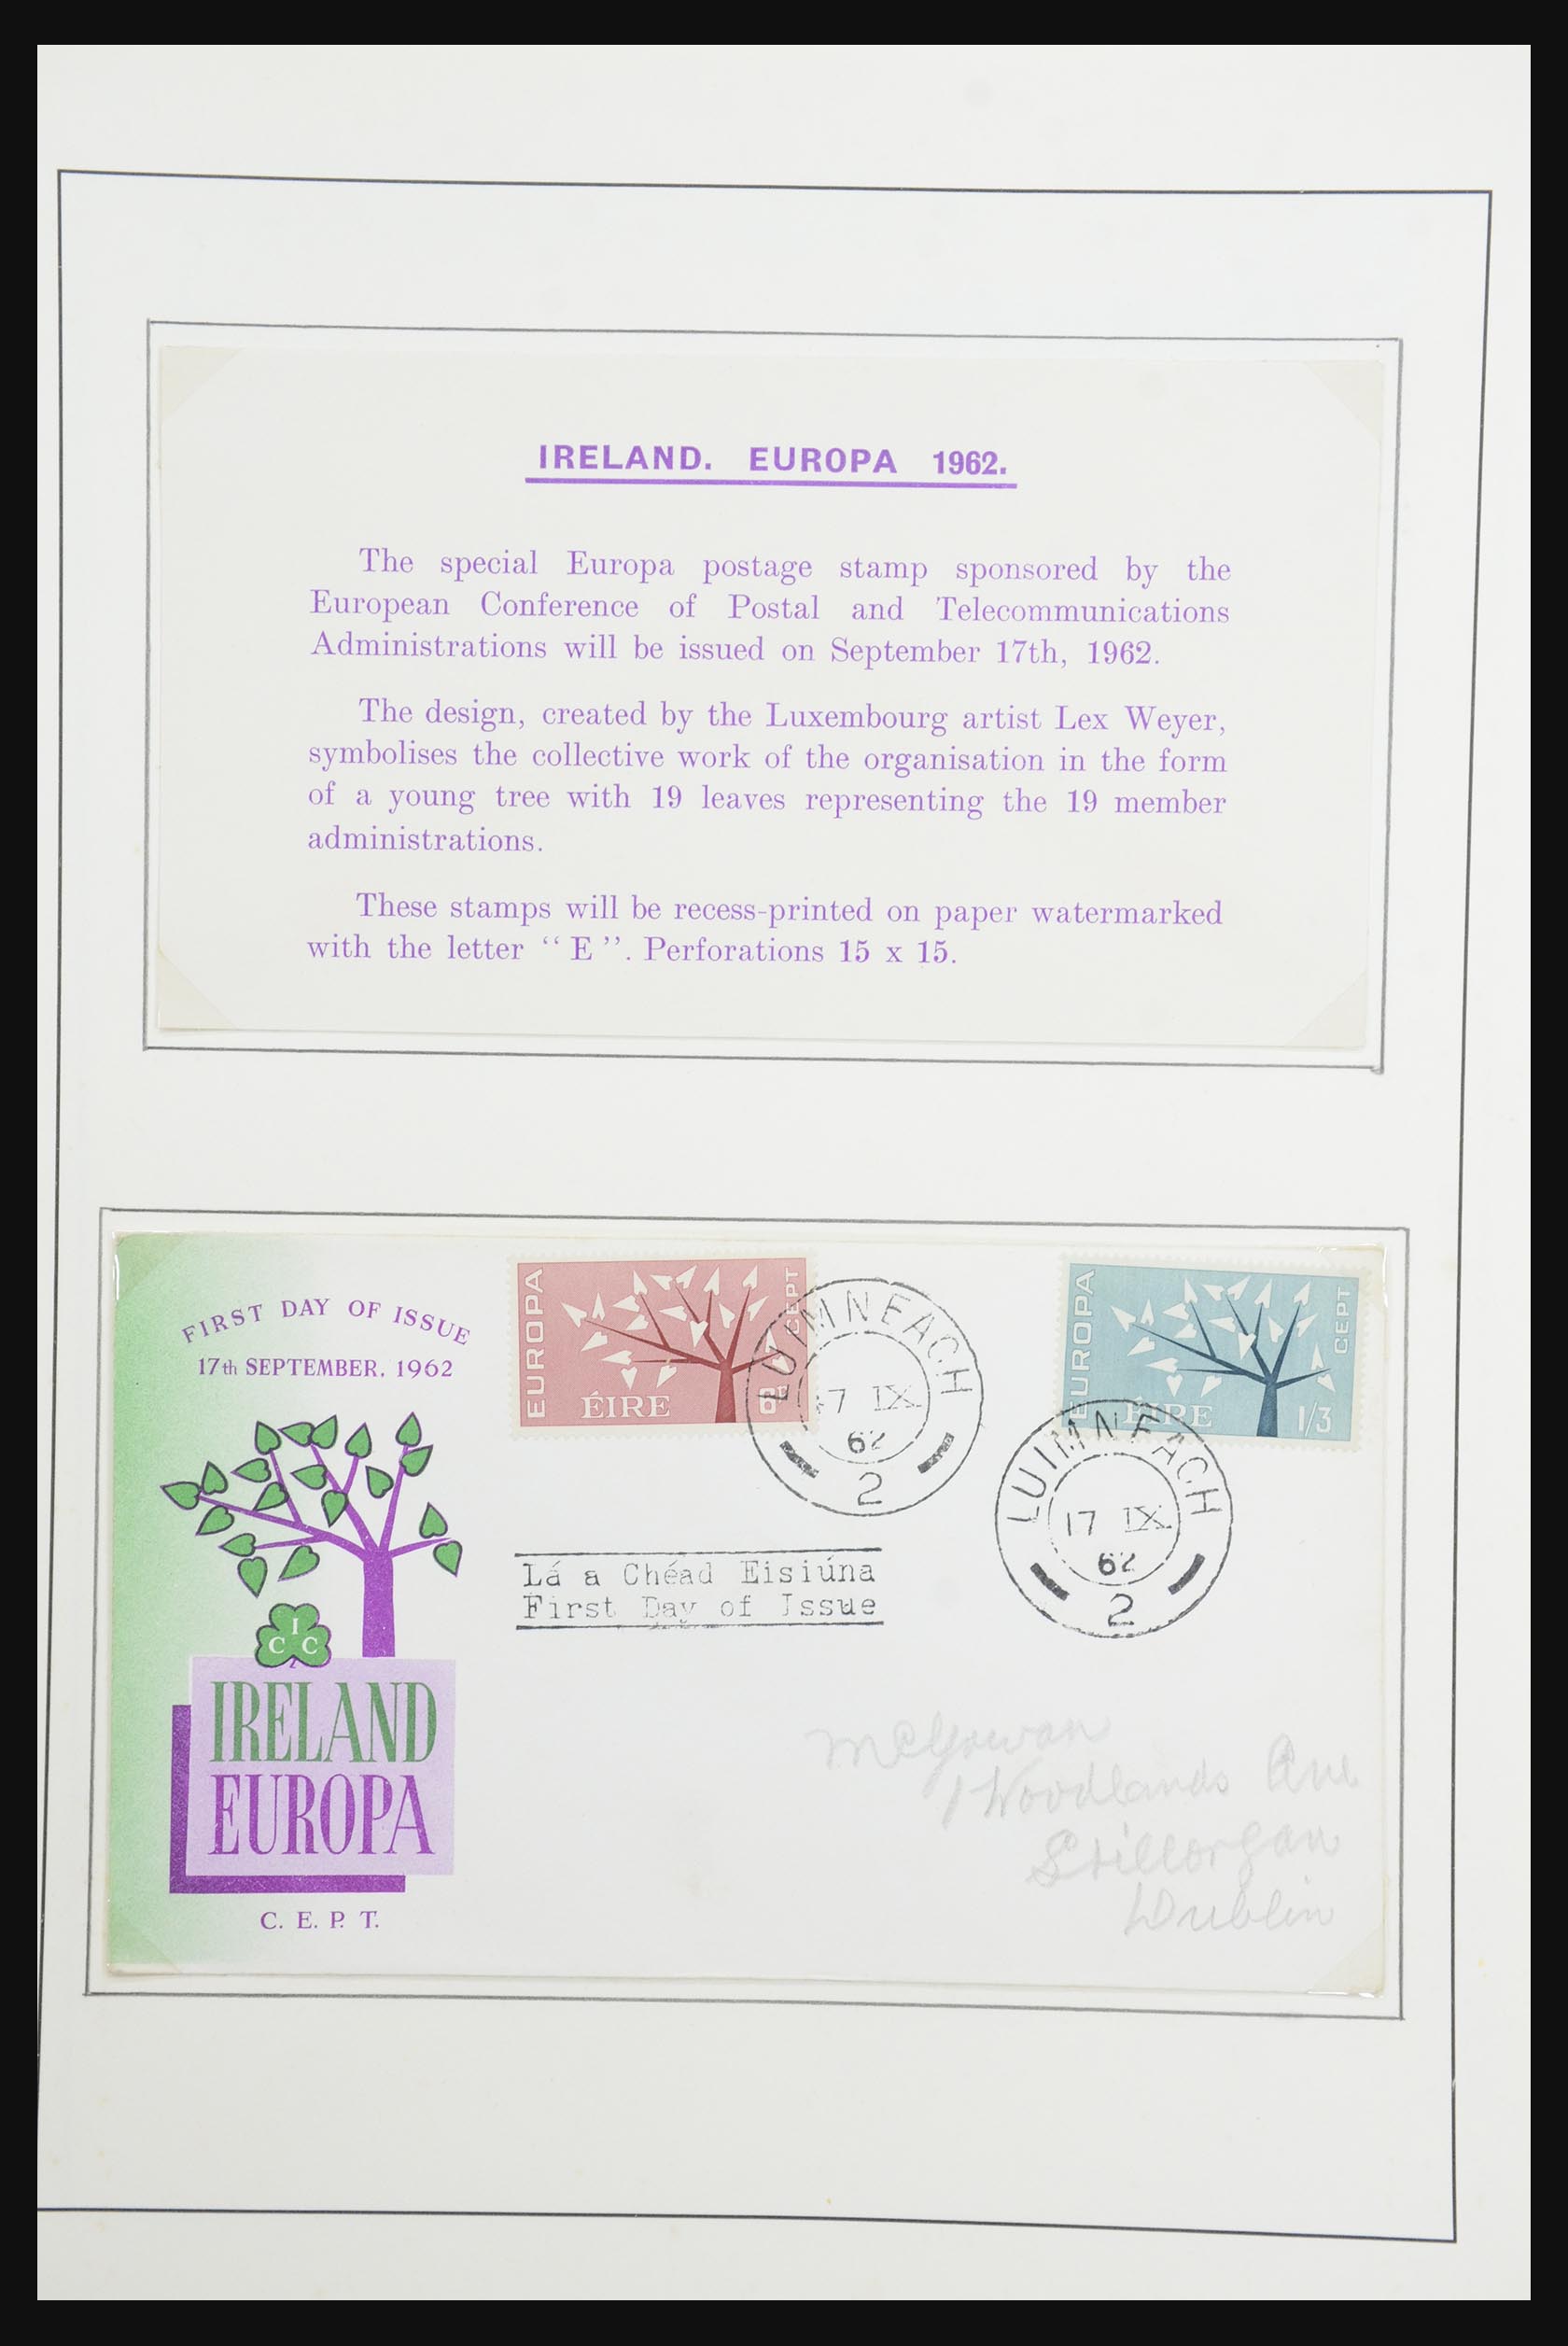 IRELAND. EUROPA 1962.
The special Europa postage stamp sponsored by the
European Conference of Postal and Telecommunications
Administrations will be issued on September 17th, 1962.
The design, created by the Luxembourg artist Lex Weyer,
symbolises the collective work of the organisation in the form
of a young tree with 19 leaves representing the 19 member
administrations.
These stamps will be recess-printed on paper watermarked
with the letter “ E ”. Perforations 15 x 15.
FIRST DAY OF ISSUE
17th SEPTEMBER. 1962
I
C C
IRELAND
EUROPA
C. E. P. T.
EUROPA
CEPT
ÉIRE 6P
LUIMNEACH
17 IX
62
2
EUROPA
CEPT
ÉIRE 1/3
LUIMNEACH
17 IX
62
2
Lá a Chéad Eisiúna
First Day of Issue
McGowan
1 Woodlands Ave
Stillorgan
Dublin